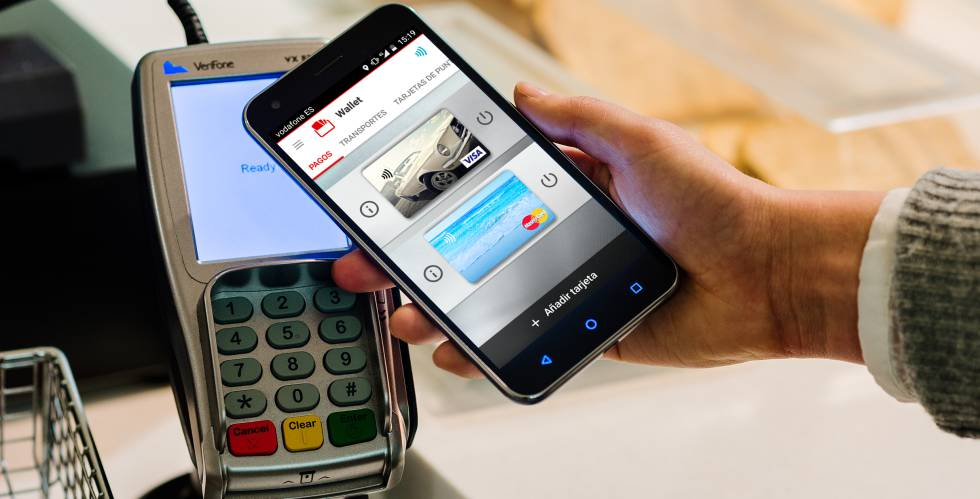 VeriFone
VX
Ready
vodafone ES
15:19
Wallet
PAGOS
TRANSPORTES
TARJETAS DE PUN
VISA
MasterCard
+ Añadir tarjeta
1 2 3
4 5 6
7 8 9
* 0 #
Cancel
Clear
Enter